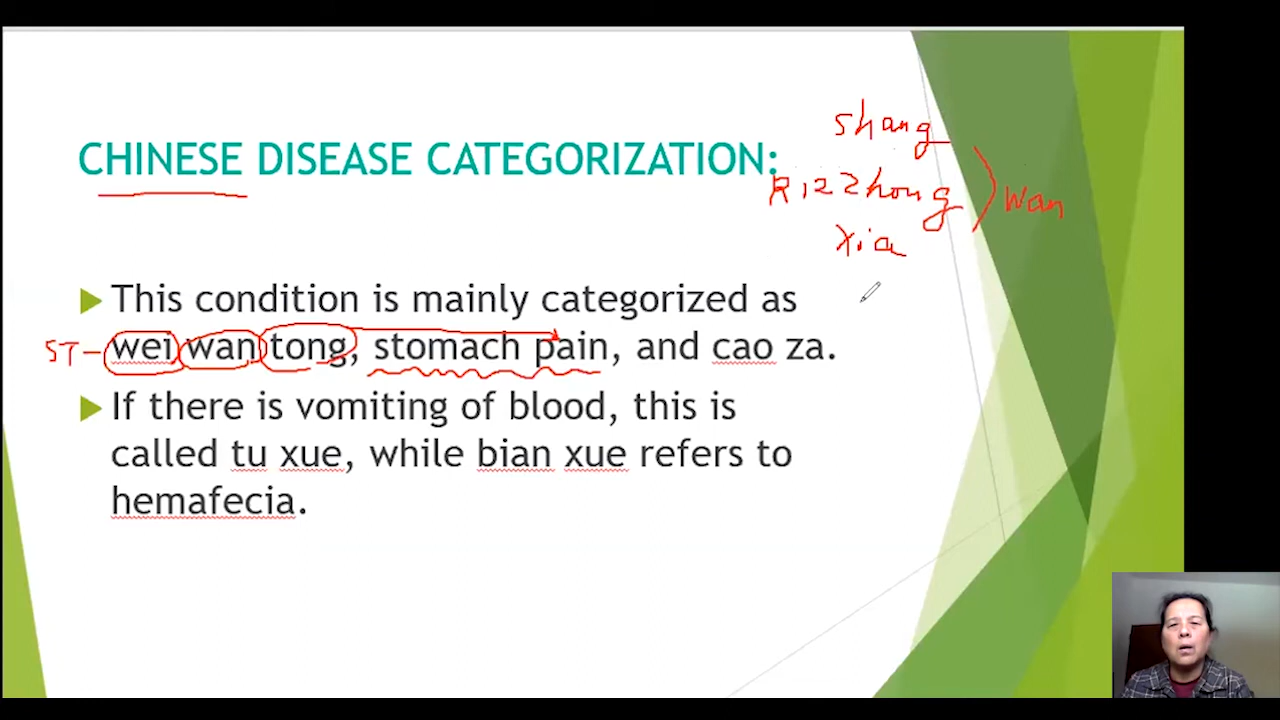 shang
CHINESE DISEASE CATEGORIZATION:
R12 zhong ) wan
xia
This condition is mainly categorized as
ST- wei wan tong, stomach pain, and cao za.
If there is vomiting of blood, this is
called tu xue, while bian xue refers to
hemafecia.